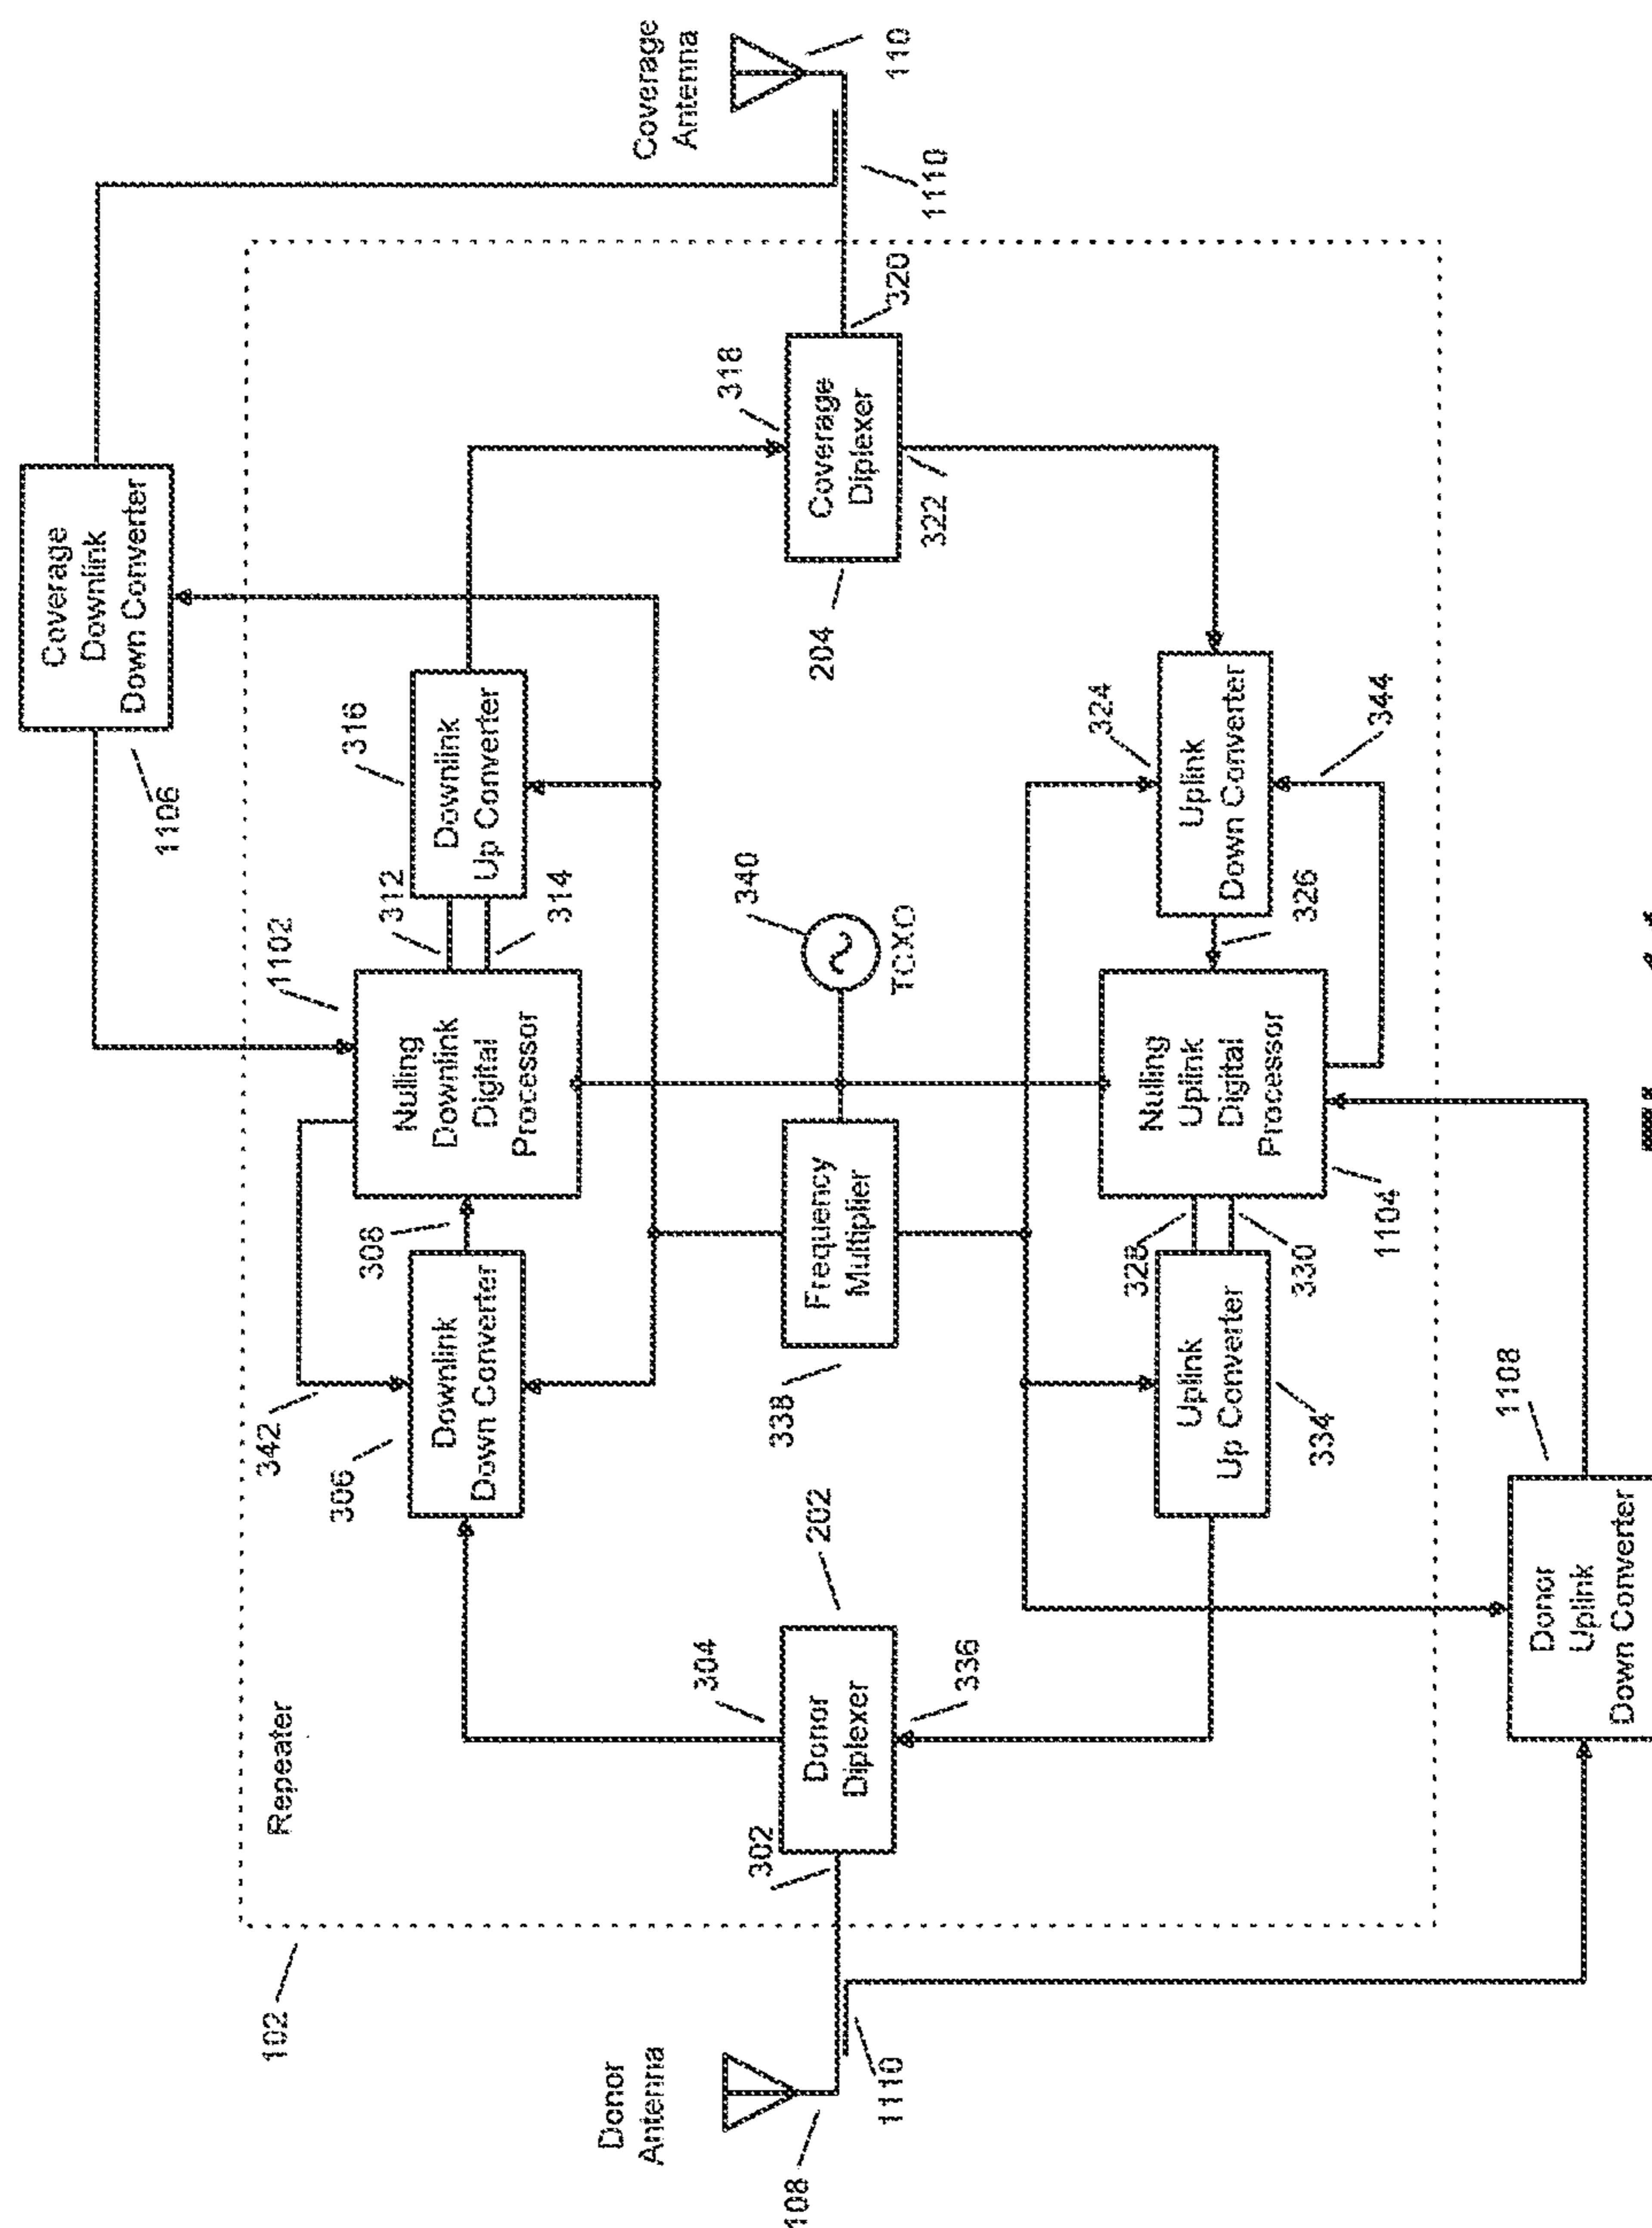 Coverage
Downlink
Down Converter
1106
Coverage
Antenna
110
1110
Repeater
102
342
306
Downlink
Down Converter
308
Nulling
Downlink
Digital
Processor
1102
312
314
Downlink
Up Converter
316
318
Coverage
Diplexer
320
322
204
Donor
Antenna
108
1110
302
Donor
Diplexer
304
336
202
Frequency
Multiplier
338
340
TCXO
Uplink
Up Converter
334
328
330
Nulling
Uplink
Digital
Processor
1104
326
Uplink
Down Converter
324
344
Donor
Uplink
Down Converter
1108